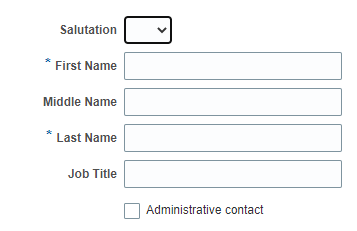 Salutation
* First Name
Middle Name
* Last Name
Job Title
Administrative contact